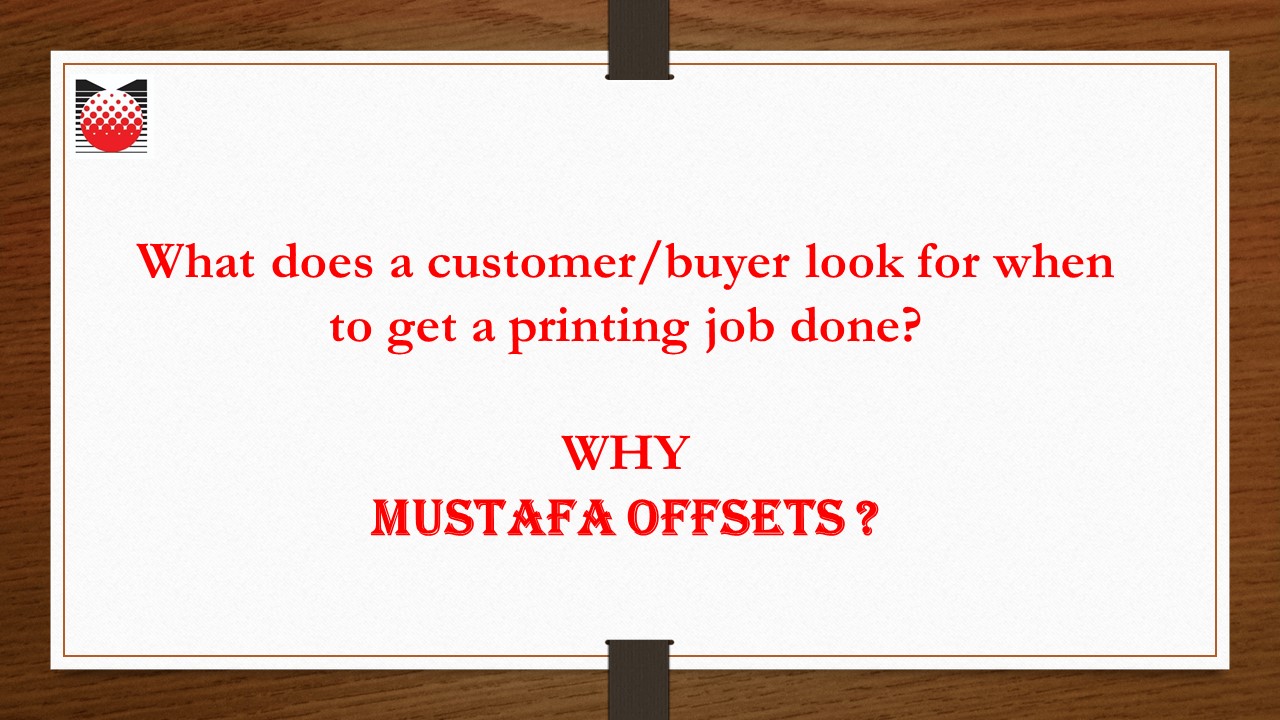 What does a customer/buyer look for when
to get a printing job done?
WHY
MUSTAFA OFFSETS ?